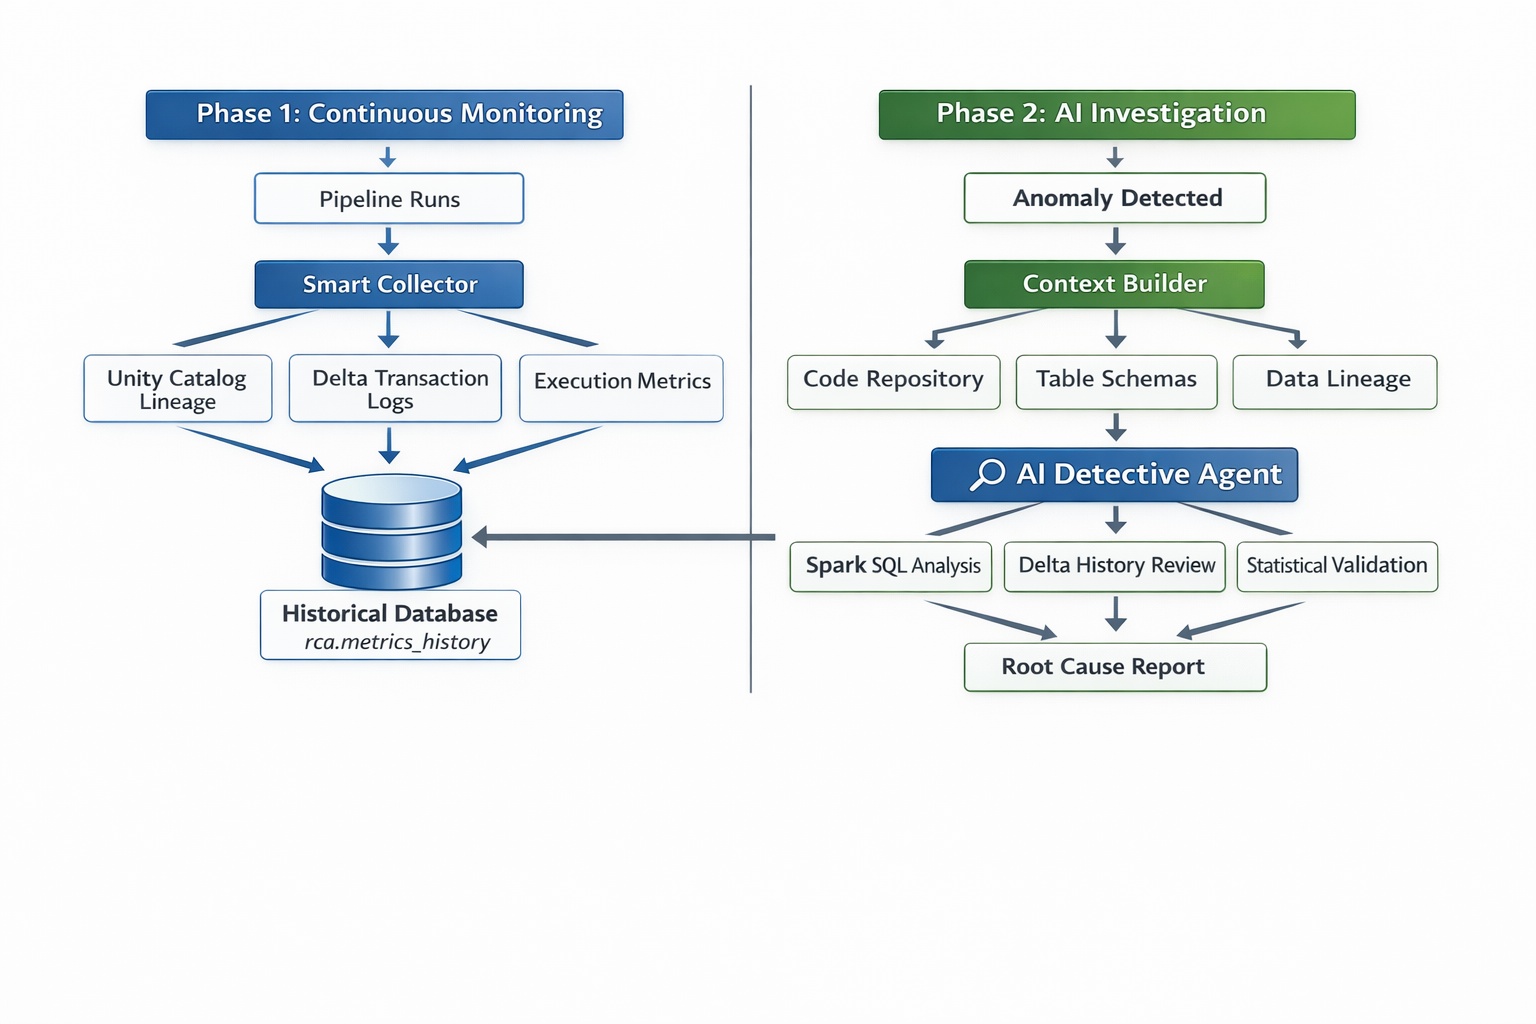 Phase 1: Continuous Monitoring
Pipeline Runs
Smart Collector
Unity Catalog
Lineage
Delta Transaction
Logs
Execution Metrics
Historical Database
rca.metrics_history
Phase 2: AI Investigation
Anomaly Detected
Context Builder
Code Repository
Table Schemas
Data Lineage
AI Detective Agent
Spark SQL Analysis
Delta History Review
Statistical Validation
Root Cause Report